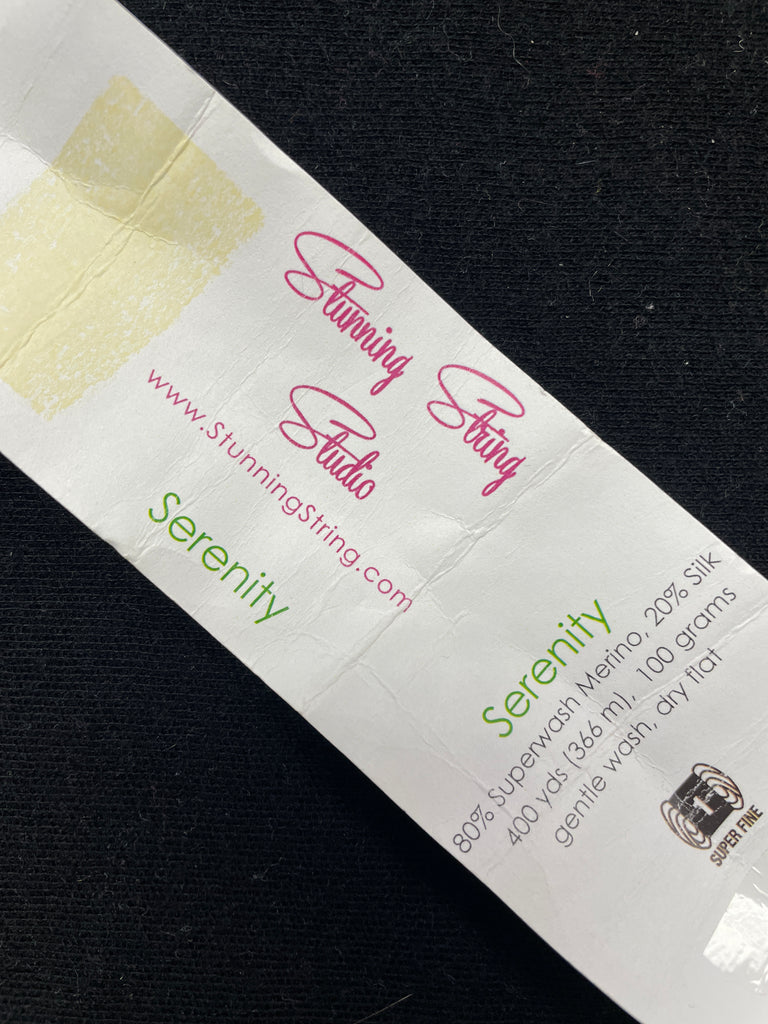 Stunning
String
Studio
www.StunningString.com
Serenity
Serenity
80% Superwash Merino, 20% Silk
400 yds (366 m), 100 grams
gentle wash, dry flat
1
SUPER FINE